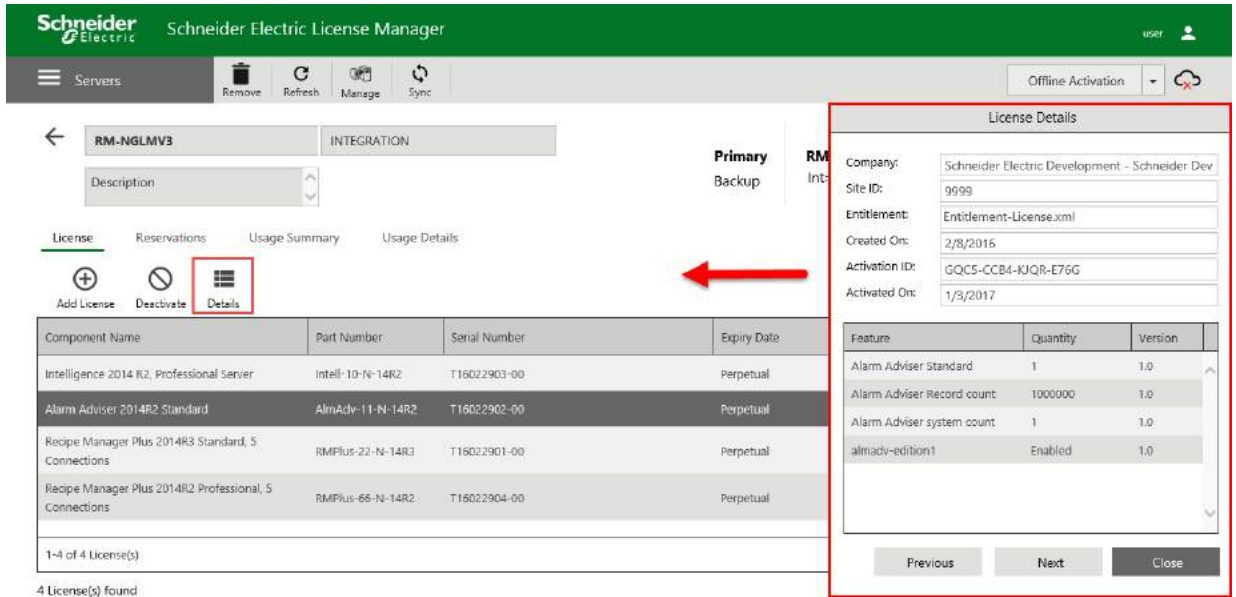 Schneider Electric
Schneider Electric License Manager
user
Servers
Remove
Refresh
Manage
Sync
Offline Activation
RM-NGLMV3
INTEGRATION
Description
Primary
RM
Backup
License
Reservations
Usage Summary
Usage Details
Add License
Deactivate
Details
Component Name
Part Number
Serial Number
Expiry Date
Intelligence 2014 R2, Professional Server
Intell-10-N-14R2
T16022903-00
Perpetual
Alarm Adviser 2014R2 Standard
AlmAdv-11-N-14R2
T16022902-00
Perpetual
Recipe Manager Plus 2014R3 Standard, 5
Connections
RMPlus-22-N-14R3
T16022901-00
Perpetual
Recipe Manager Plus 2014R2 Professional, 5
Connections
RMPlus-66-N-14R2
T16022904-00
Perpetual
1-4 of 4 License(s)
4 License(s) found
License Details
Company:
Schneider Electric Development - Schneider Dev
Site ID:
9999
Entitlement:
Entitlement-License.xml
Created On:
2/8/2016
Activation ID:
GQC5-CCB4-KJQR-E76G
Activated On:
1/3/2017
Feature
Quantity
Version
Alarm Adviser Standard
1
1.0
Alarm Adviser Record count
1000000
1.0
Alarm Adviser system count
1
1.0
almadv-edition1
Enabled
1.0
Previous
Next
Close